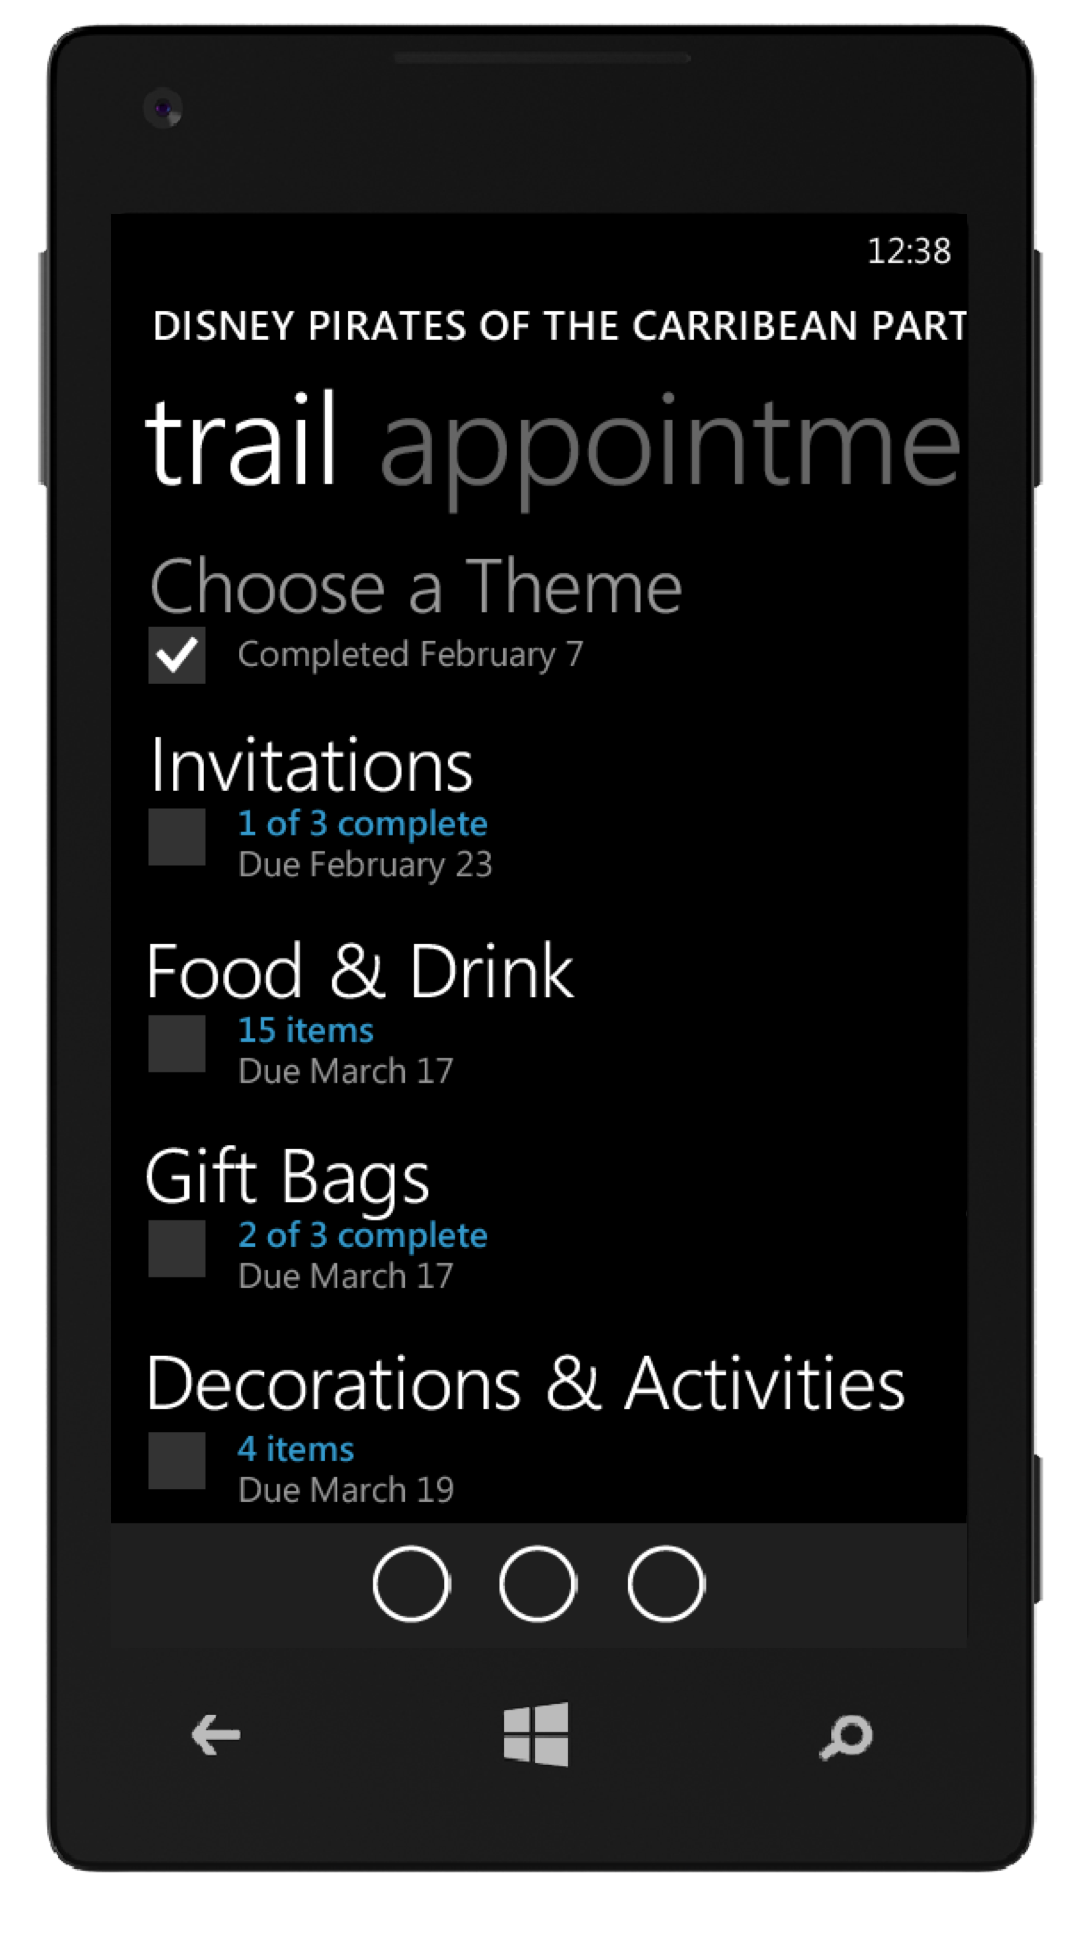 12:38
DISNEY PIRATES OF THE CARRIBEAN PART
trail appointme
Choose a Theme
Completed February 7
Invitations
1 of 3 complete
Due February 23
Food & Drink
15 items
Due March 17
Gift Bags
2 of 3 complete
Due March 17
Decorations & Activities
4 items
Due March 19